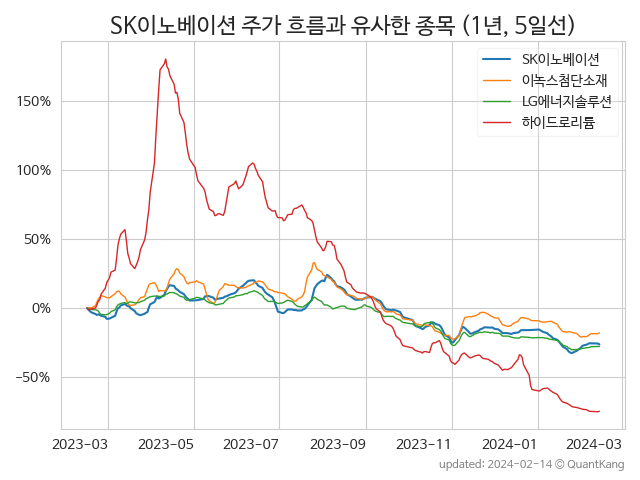 SK이노베이션 주가 흐름과 유사한 종목 (1년, 5일선)
SK이노베이션
이녹스첨단소재
LG에너지솔루션
하이드로리튬
150%
100%
50%
0%
−50%
2023-03 2023-05 2023-07 2023-09 2023-11 2024-01 2024-03
updated: 2024-02-14 © QuantKang